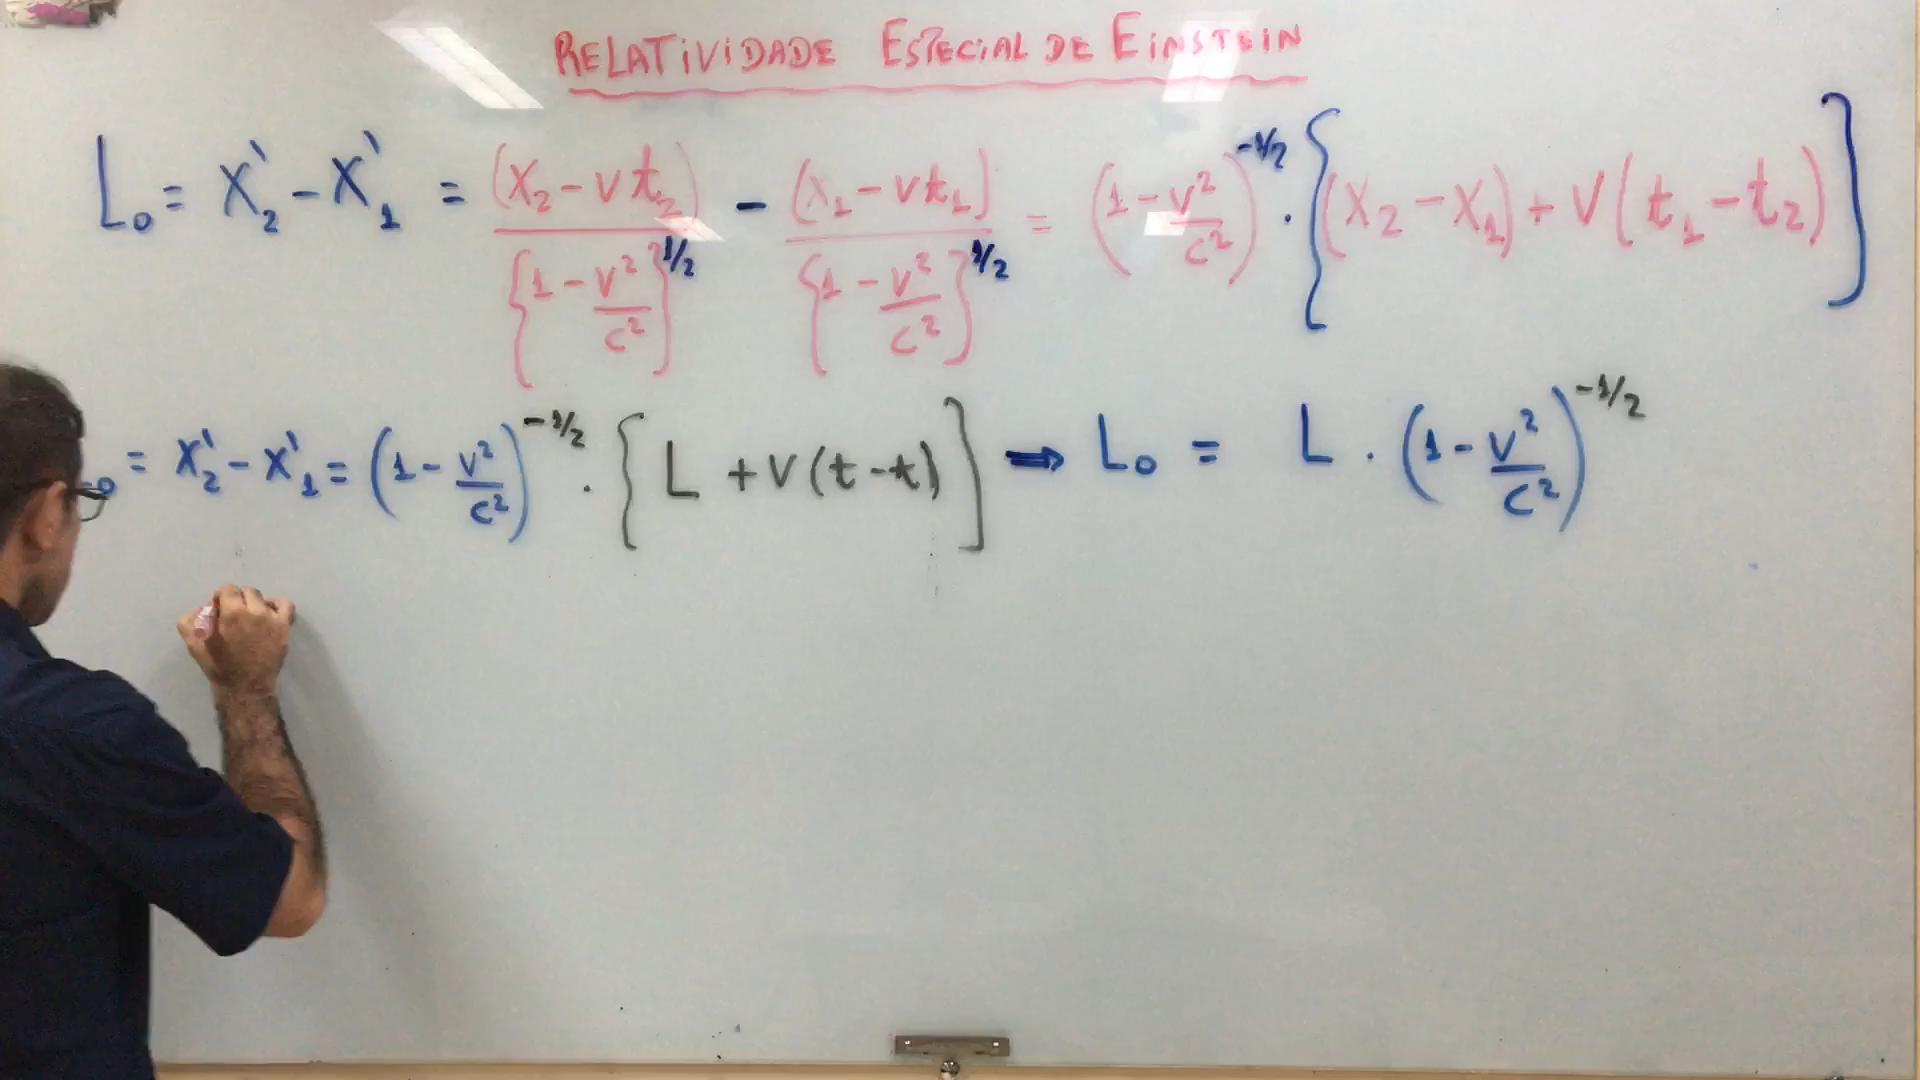 RELATIVIDADE ESPECIAL DE EINSTEIN
L₀ = X'₂ - X'₁ = (X₂ - vt₂) / {1 - v²/c²}^1/2 - (X₁ - vt₁) / {1 - v²/c²}^1/2 = (1 - v²/c²)^-1/2 · {(X₂ - X₁) + V(t₁ - t₂)]
₀ = X'₂ - X'₁ = (1 - v²/c²)^-1/2 · {L + V(t - t)] → L₀ = L · (1 - v²/c²)^-1/2